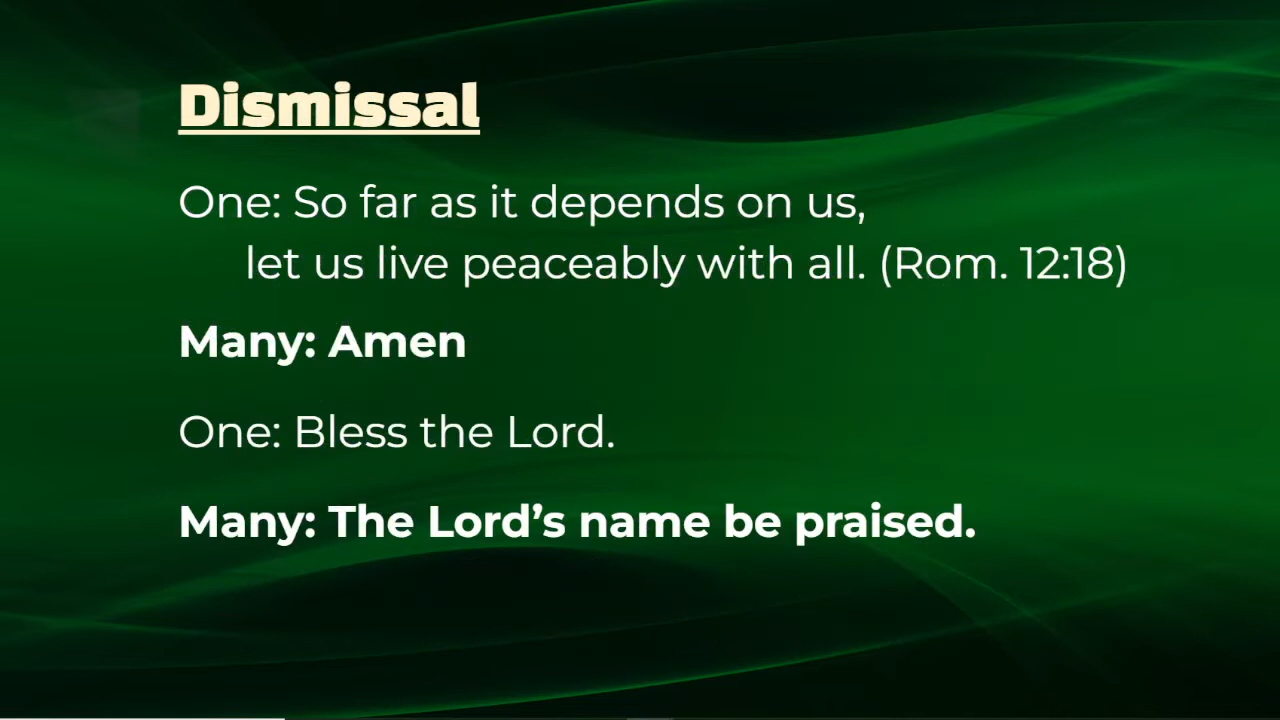 Dismissal
One: So far as it depends on us,
let us live peaceably with all. (Rom. 12:18)
Many: Amen
One: Bless the Lord.
Many: The Lord’s name be praised.